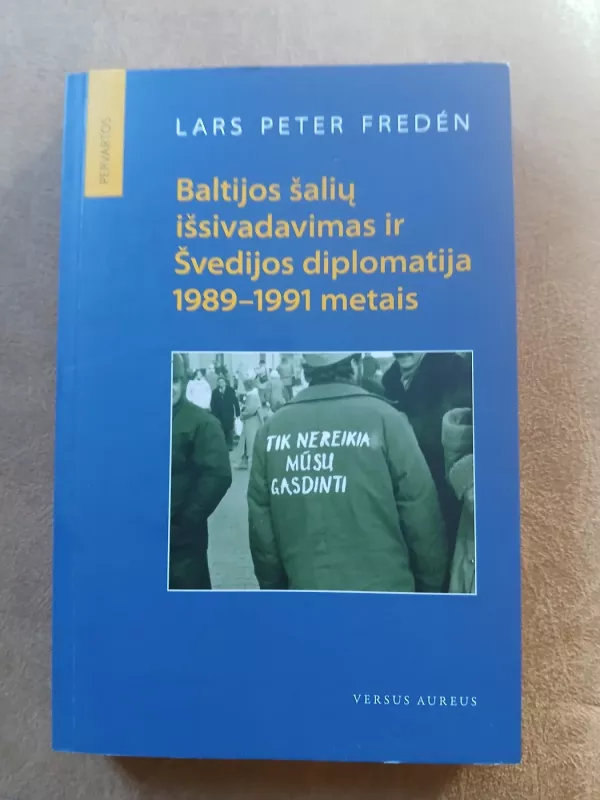 PERVARTOS
LARS PETER FREDÉN
Baltijos šalių
išsivadavimas ir
Švedijos diplomatija
1989–1991 metais
TIK NEREIKIA
MŪSŲ
GASDINTI
VERSUS AUREUS